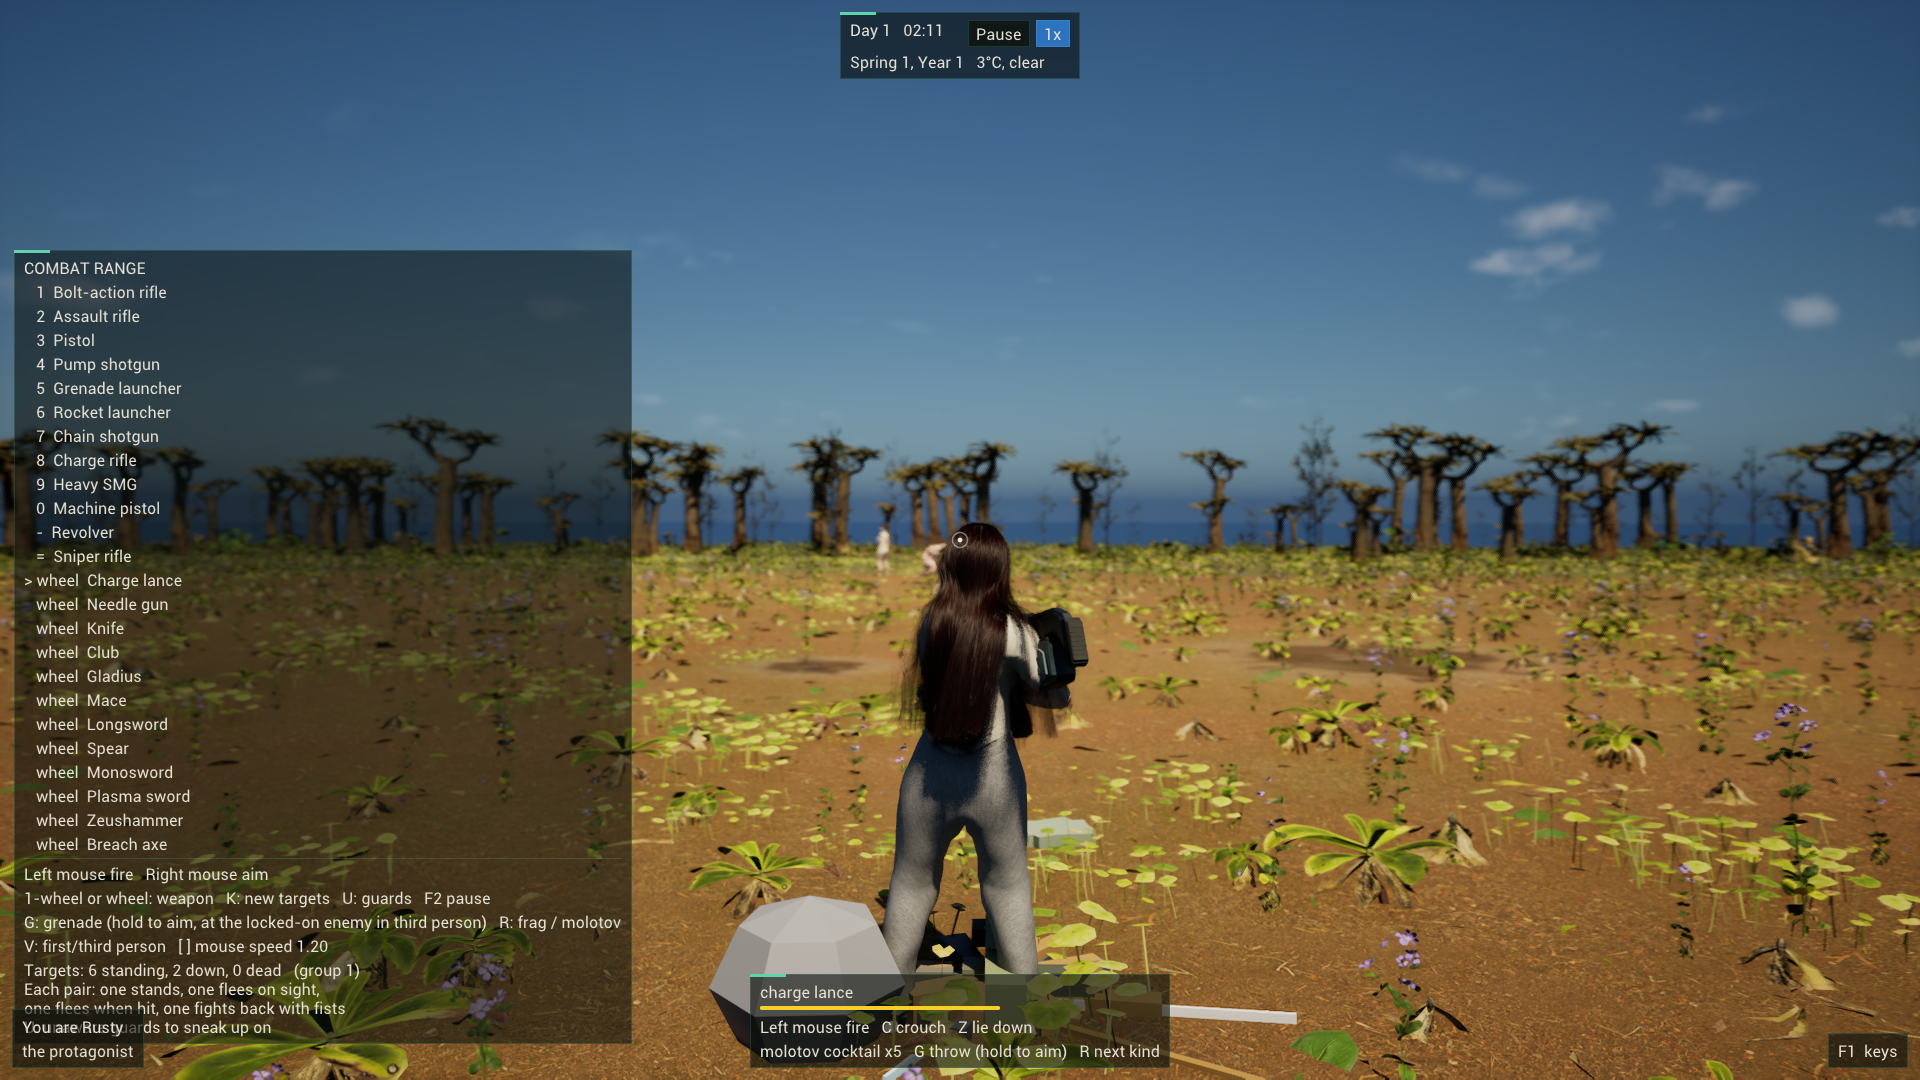 Day 1 02:11 Pause 1x
Spring 1, Year 1 3°C, clear
COMBAT RANGE
1 Bolt-action rifle
2 Assault rifle
3 Pistol
4 Pump shotgun
5 Grenade launcher
6 Rocket launcher
7 Chain shotgun
8 Charge rifle
9 Heavy SMG
0 Machine pistol
- Revolver
= Sniper rifle
> wheel Charge lance
wheel Needle gun
wheel Knife
wheel Club
wheel Gladius
wheel Mace
wheel Longsword
wheel Spear
wheel Monosword
wheel Plasma sword
wheel Zeushammer
wheel Breach axe
Left mouse fire Right mouse aim
1-wheel or wheel: weapon K: new targets U: guards F2 pause
G: grenade (hold to aim, at the locked-on enemy in third person) R: frag / molotov
V: first/third person [ ] mouse speed 1.20
Targets: 6 standing, 2 down, 0 dead (group 1)
Each pair: one stands, one flees on sight,
one flees when hit, one fights back with fists
to sneak up on
You are Rusty
the protagonist
charge lance
Left mouse fire C crouch Z lie down
molotov cocktail x5 G throw (hold to aim) R next kind
F1 keys